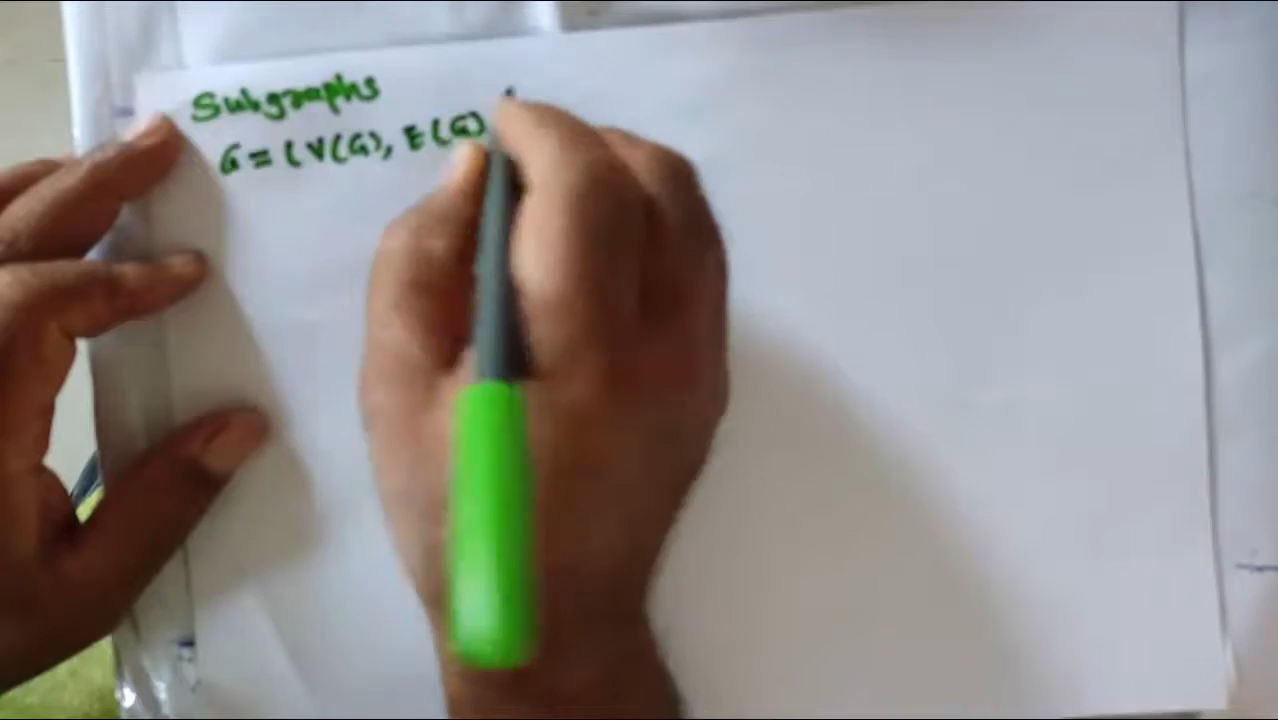 Subgraphs
G = (V(G), E(G)